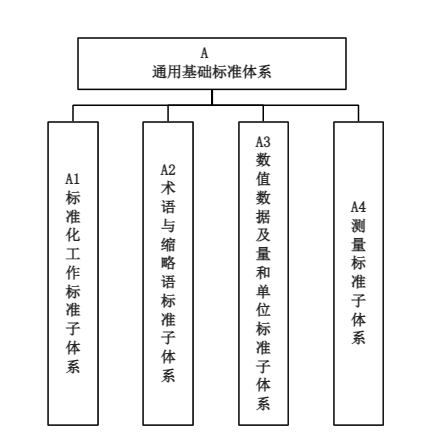 A
通用基础标准体系
A1
标准化工作标准子体系
A2
术语与缩略语标准子体系
A3
数值数据及量和单位标准子体系
A4
测量标准子体系